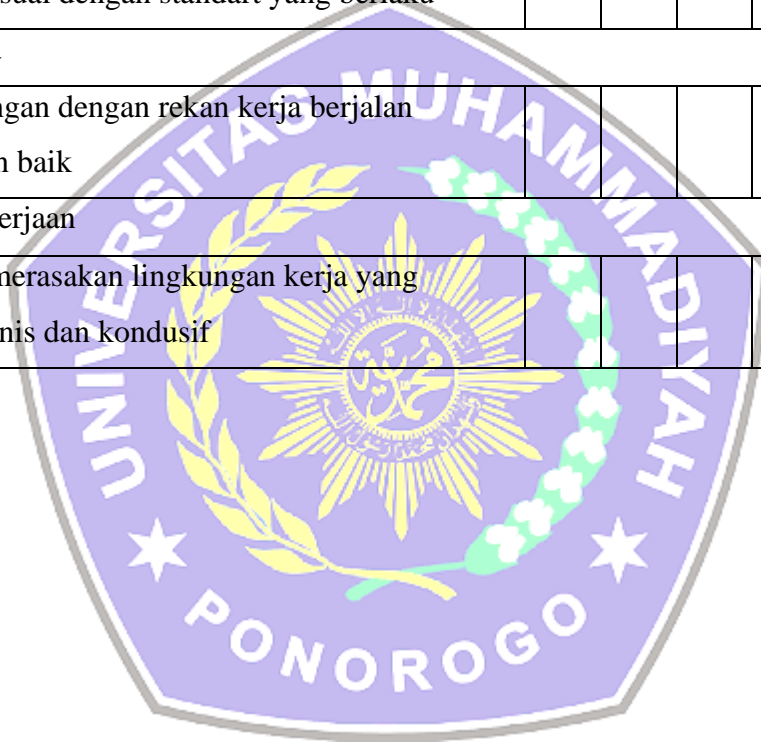 suai dengan standart yang berlaku
ngan dengan rekan kerja berjalan
n baik
erjaan
merasakan lingkungan kerja yang
nis dan kondusif
UNIVERSITAS MUHAMMADIYAH
PONOROGO
محمدية